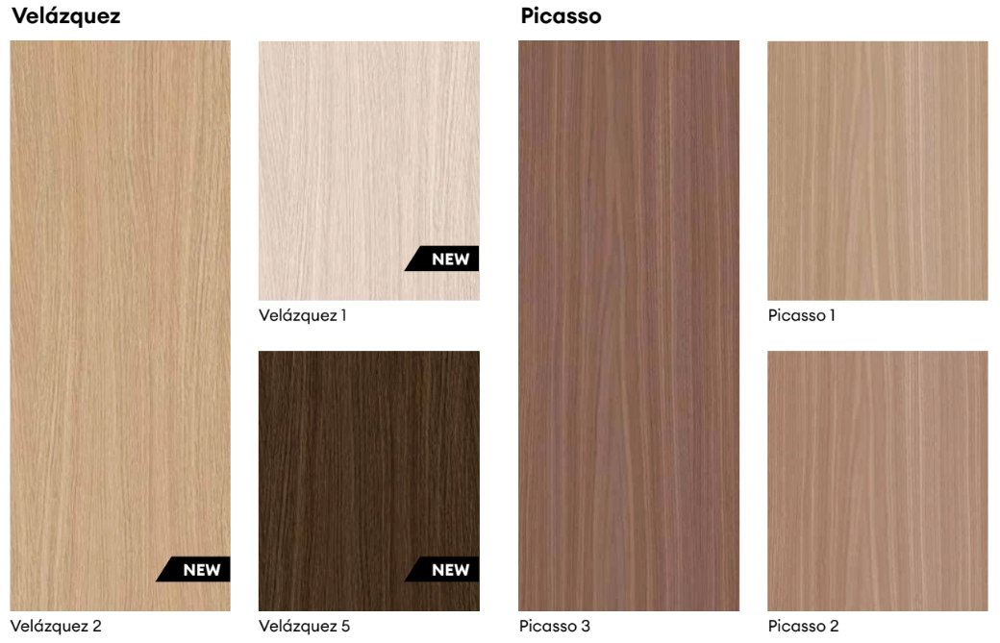 Velázquez
NEW
Velázquez 2
NEW
Velázquez 1
NEW
Velázquez 5
Picasso
Picasso 3
Picasso 1
Picasso 2